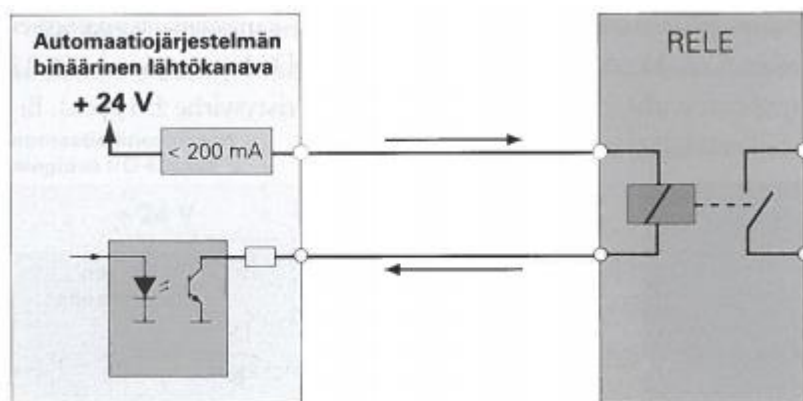 Automaatiojärjestelmän
binäärinen lähtökanava
+ 24 V
< 200 mA
RELE